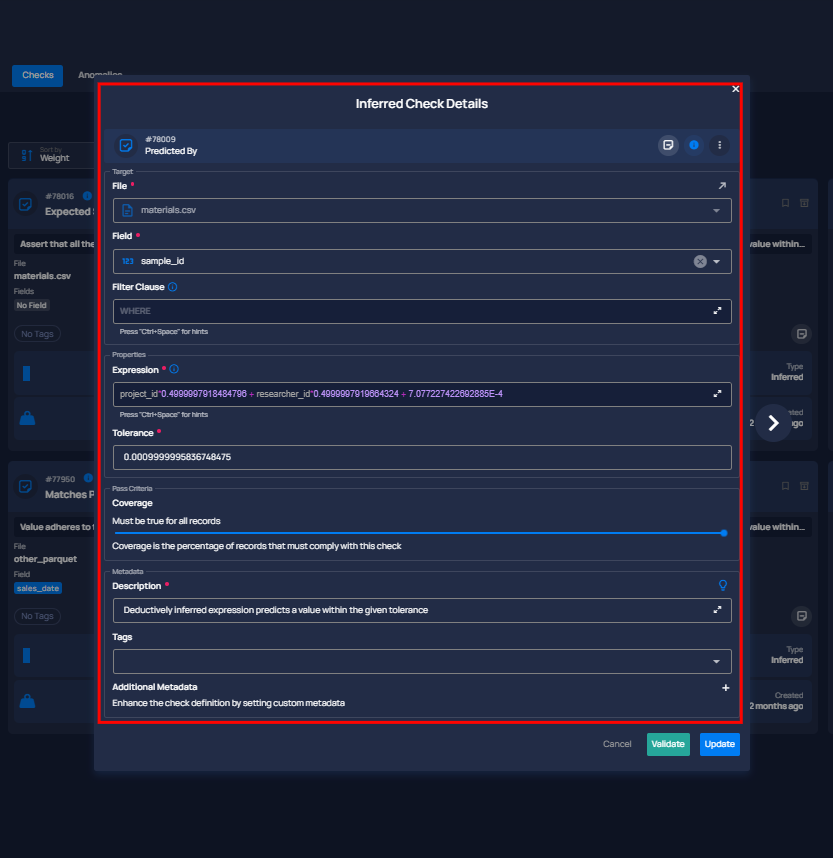 Checks
Anomalies
Inferred Check Details
Sort by
Weight
#78009
Predicted By
#78016
Expected
Assert that all the
File
materials.csv
Fields
No Field
No Tags
Target
File *
materials.csv
Field *
123 sample_id
Filter Clause
WHERE
Press "Ctrl+Space" for hints
Properties
Expression *
project_id*0.4999997918484796 + researcher_id*0.4999997919664324 + 7.077227422692885E-4
Press "Ctrl+Space" for hints
Tolerance *
0.0009999995836748475
Pass Criteria
Coverage
Must be true for all records
Coverage is the percentage of records that must comply with this check
Metadata
Description *
Deductively inferred expression predicts a value within the given tolerance
Tags
Additional Metadata
Enhance the check definition by setting custom metadata
Cancel
Validate
Update
value within...
Type
Inferred
#77950
Matches P
Value adheres to
File
other_parquet
Field
sales_date
No Tags
value within...
Type
Inferred
Created
2 months ago